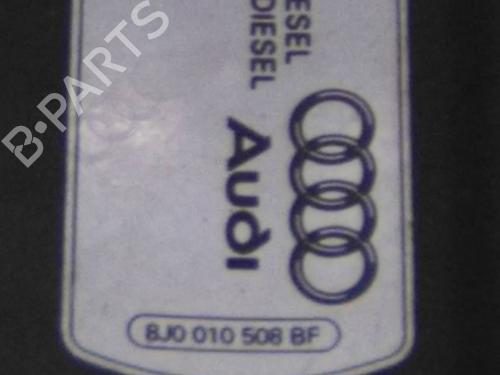 B-PARTS
ESEL
DIESEL
Audi
8J0 010 508 BF